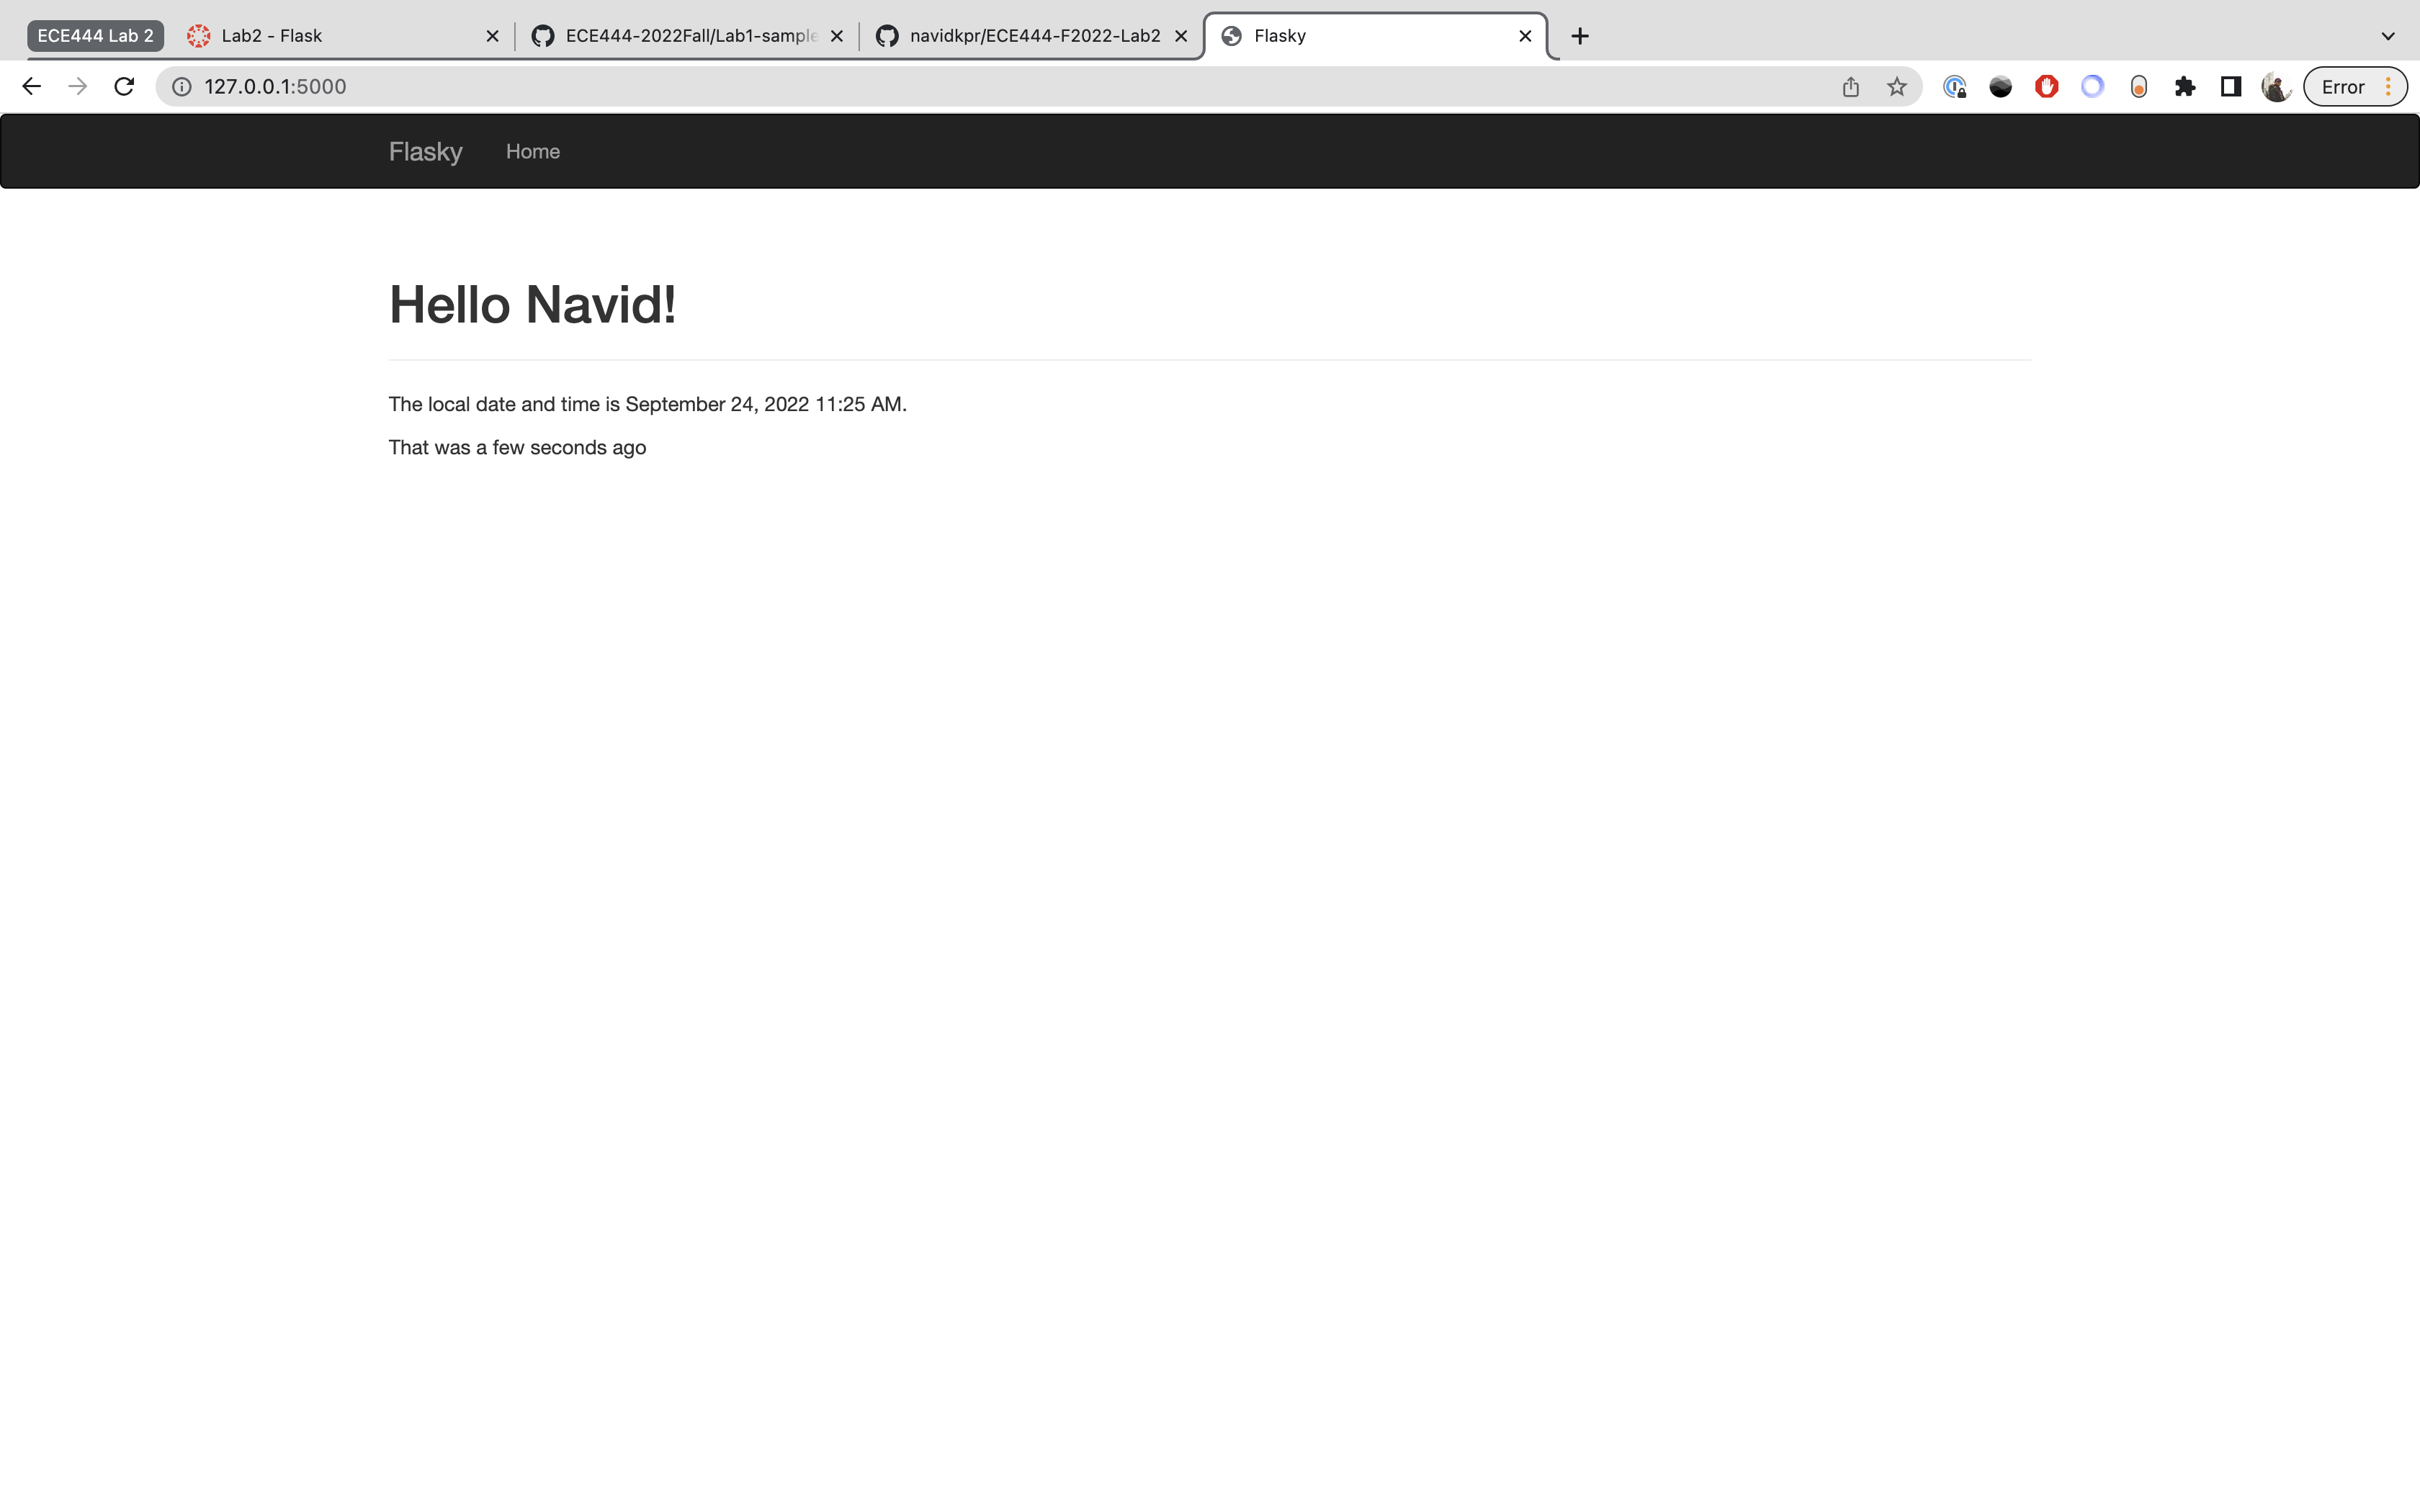 ECE444 Lab 2 Lab2 - Flask ECE444-2022Fall/Lab1-sample navidkpr/ECE444-F2022-Lab2 Flasky
127.0.0.1:5000 Error
Flasky Home
Hello Navid!
The local date and time is September 24, 2022 11:25 AM.
That was a few seconds ago